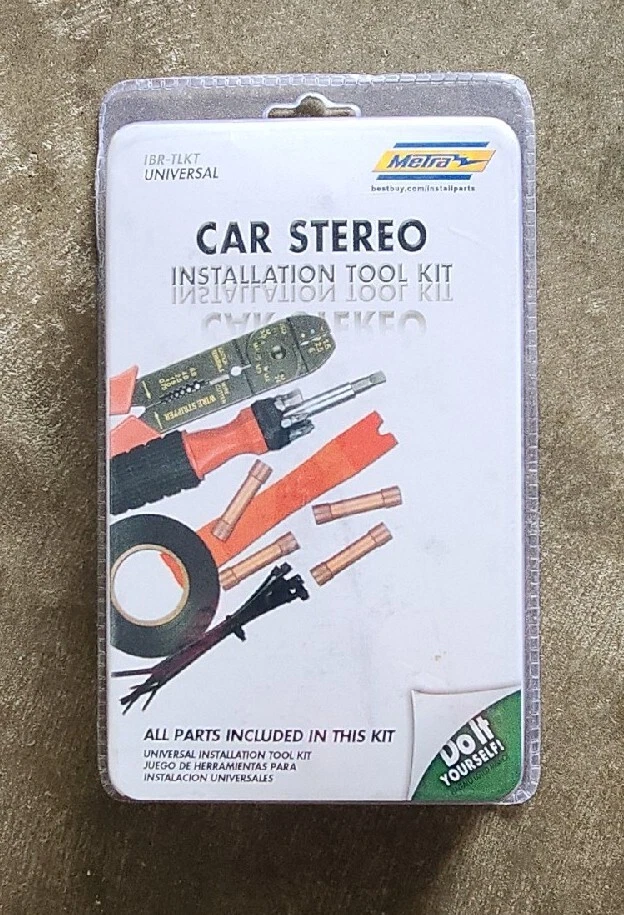 IBR-TLKT
UNIVERSAL
Metra
bestbuy.com/installparts
CAR STEREO
INSTALLATION TOOL KIT
WIRE STRIPPER
ALL PARTS INCLUDED IN THIS KIT
UNIVERSAL INSTALLATION TOOL KIT
JUEGO DE HERRAMIENTAS PARA
INSTALACION UNIVERSALES
Do It
YOURSELF!